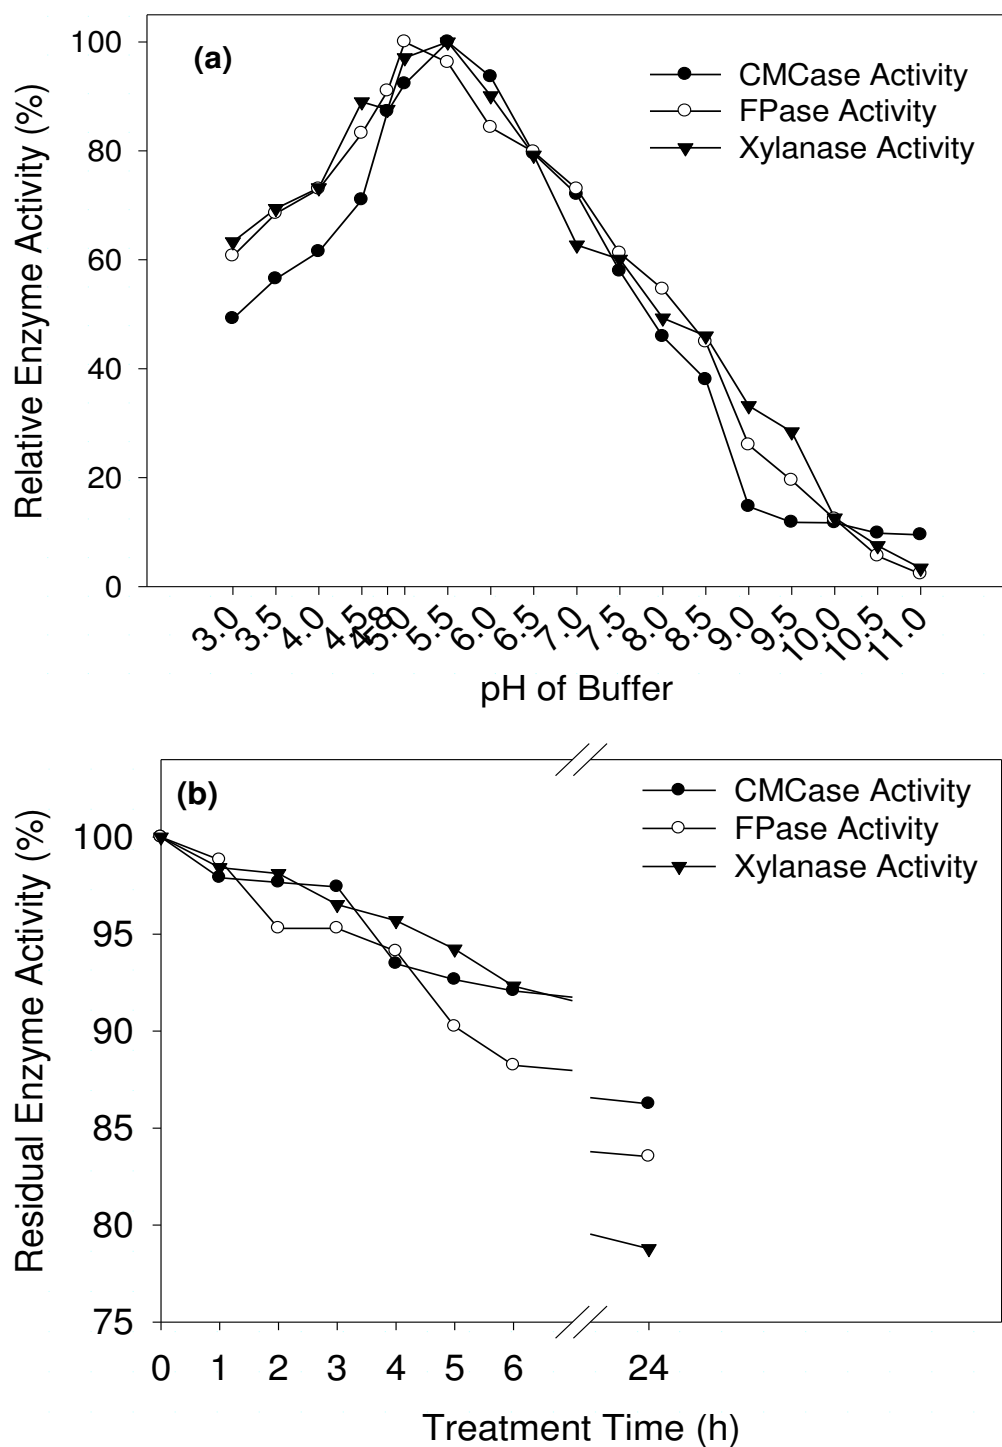 (a)
CMCase Activity
FPase Activity
Xylanase Activity
Relative Enzyme Activity (%)
100
80
60
40
20
0
3.0 3.5 4.0 4.5 4.8 5.0 5.5 6.0 6.5 7.0 7.5 8.0 8.5 9.0 9.5 10.0 10.5 11.0
pH of Buffer
(b)
CMCase Activity
FPase Activity
Xylanase Activity
Residual Enzyme Activity (%)
100
95
90
85
80
75
0 1 2 3 4 5 6 24
Treatment Time (h)